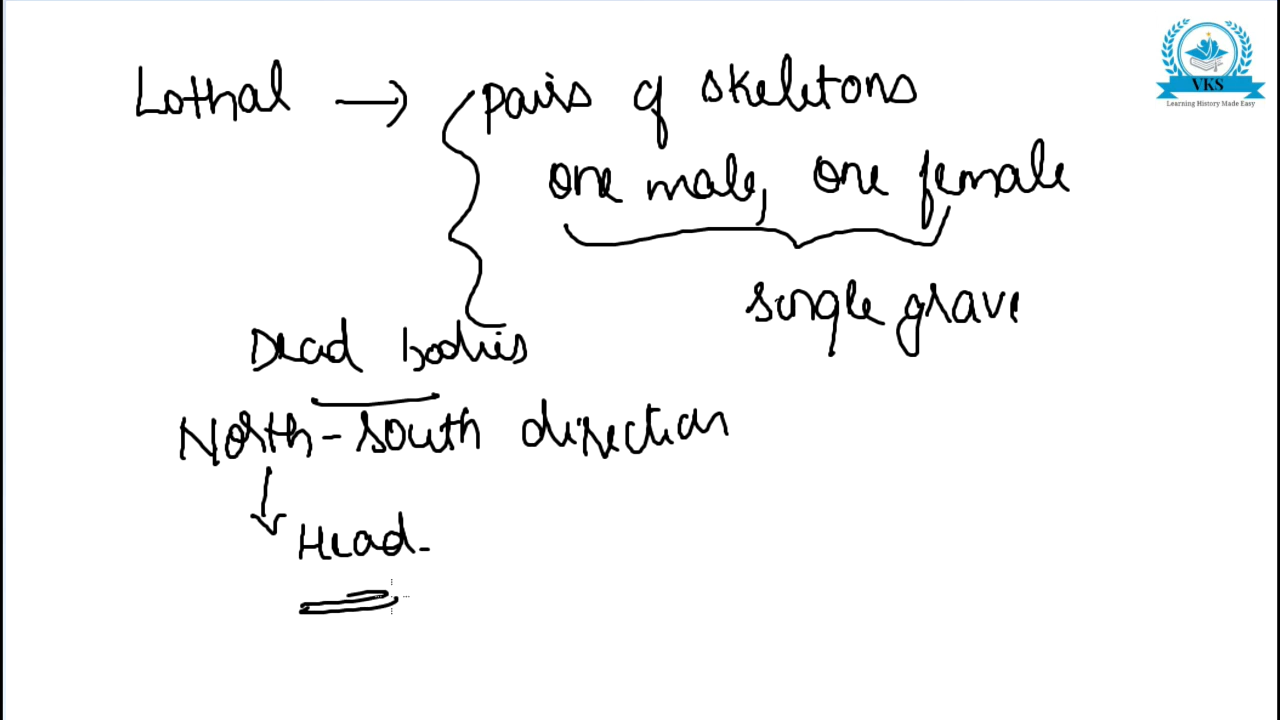 Lothal → pairs of skeletons
one male, one female
single grave
Dead bodies
North-south direction
↓
Head-
VKS
Learning History Made Easy